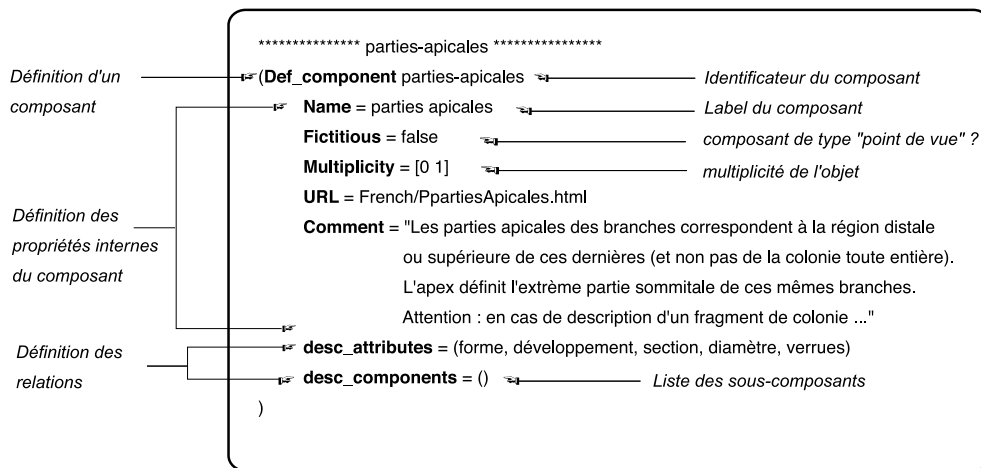 *************** parties-apicales ****************
Définition d'un
composant
(Def_component parties-apicales
Identificateur du composant
Name = parties apicales
Label du composant
Fictitious = false
composant de type "point de vue" ?
Multiplicity = [0 1]
multiplicité de l'objet
URL = French/PpartiesApicales.html
Définition des
propriétés internes
du composant
Comment = "Les parties apicales des branches correspondent à la région distale
ou supérieure de ces dernières (et non pas de la colonie toute entière).
L'apex définit l'extrème partie sommitale de ces mêmes branches.
Attention : en cas de description d'un fragment de colonie ..."
Définition des
relations
desc_attributes = (forme, développement, section, diamètre, verrues)
desc_components = ()
Liste des sous-composants
)